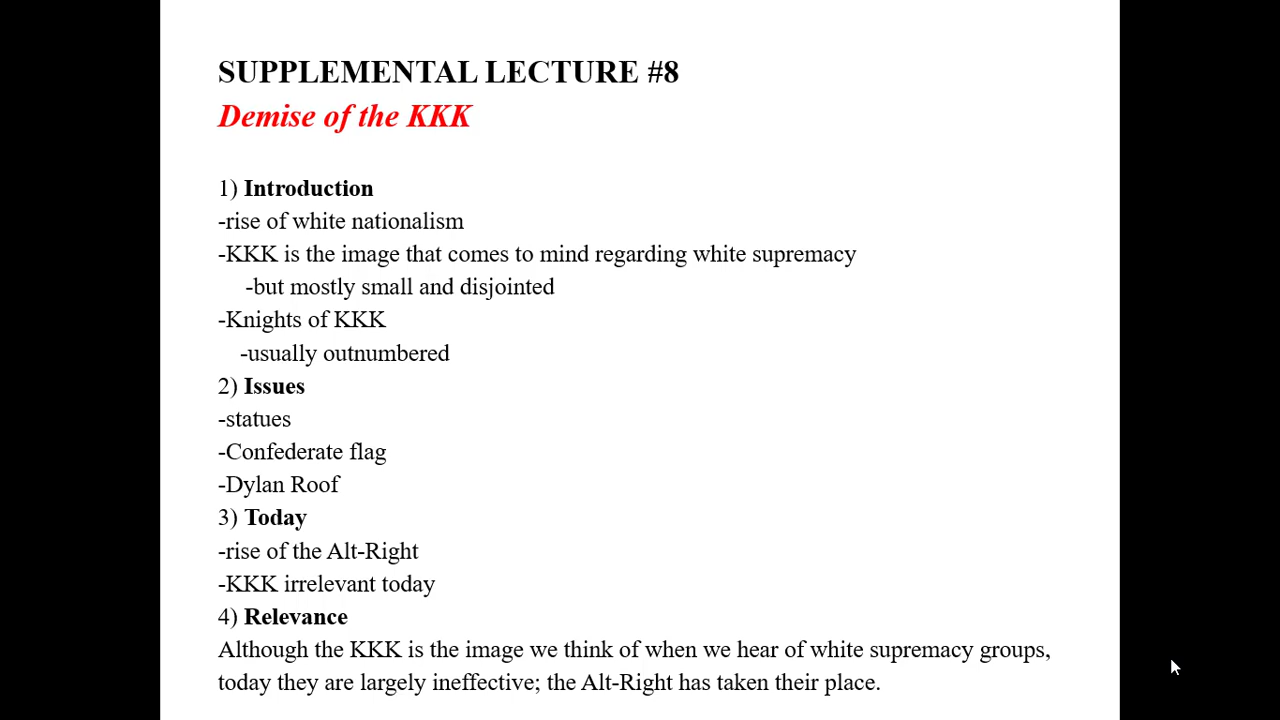 SUPPLEMENTAL LECTURE #8
Demise of the KKK
1) Introduction
-rise of white nationalism
-KKK is the image that comes to mind regarding white supremacy
-but mostly small and disjointed
-Knights of KKK
-usually outnumbered
2) Issues
-statues
-Confederate flag
-Dylan Roof
3) Today
-rise of the Alt-Right
-KKK irrelevant today
4) Relevance
Although the KKK is the image we think of when we hear of white supremacy groups,
today they are largely ineffective; the Alt-Right has taken their place.